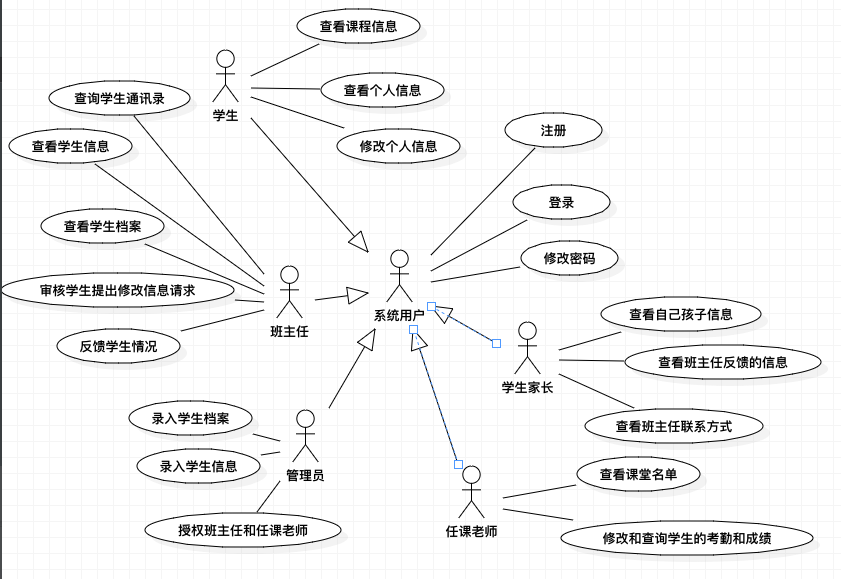 查看课程信息
学生
查看个人信息
修改个人信息
查询学生通讯录
查看学生信息
查看学生档案
审核学生提出修改信息请求
反馈学生情况
班主任
注册
登录
修改密码
系统用户
查看自己孩子信息
查看班主任反馈的信息
查看班主任联系方式
学生家长
录入学生档案
录入学生信息
授权班主任和任课老师
管理员
查看课堂名单
修改和查询学生的考勤和成绩
任课老师